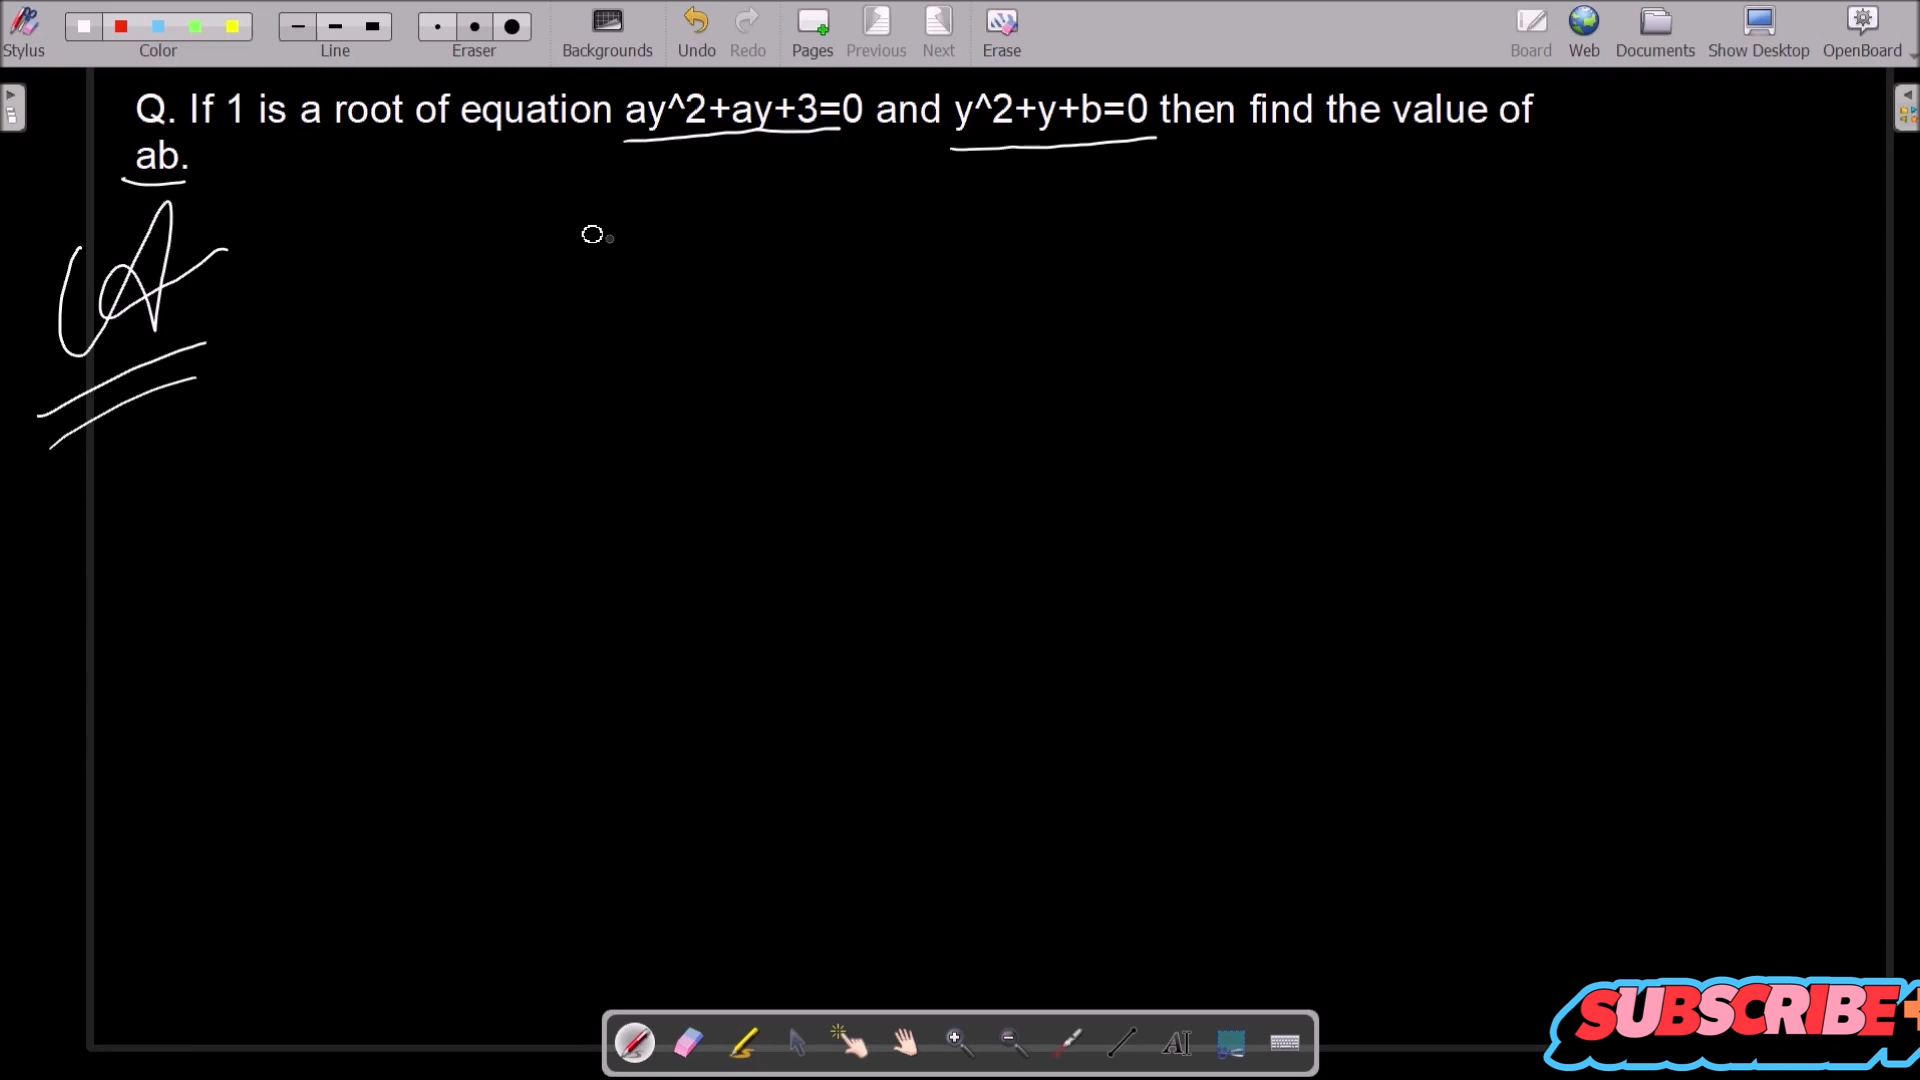 Stylus
Color
Line
Eraser
Backgrounds
Undo
Redo
Pages
Previous
Next
Erase
Board
Web
Documents
Show Desktop
OpenBoard
Q. If 1 is a root of equation ay^2+ay+3=0 and y^2+y+b=0 then find the value of
ab.
AI
SUBSCRIBE